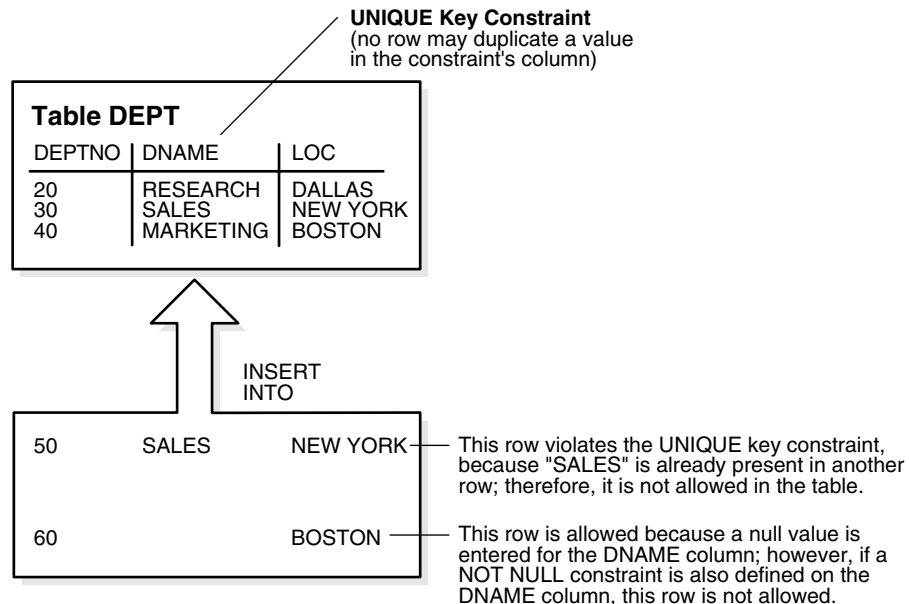 UNIQUE Key Constraint
(no row may duplicate a value
in the constraint's column)
Table DEPT
DEPTNO DNAME LOC
20 RESEARCH DALLAS
30 SALES NEW YORK
40 MARKETING BOSTON
INSERT
INTO
50 SALES NEW YORK
This row violates the UNIQUE key constraint,
because "SALES" is already present in another
row; therefore, it is not allowed in the table.
60 BOSTON
This row is allowed because a null value is
entered for the DNAME column; however, if a
NOT NULL constraint is also defined on the
DNAME column, this row is not allowed.